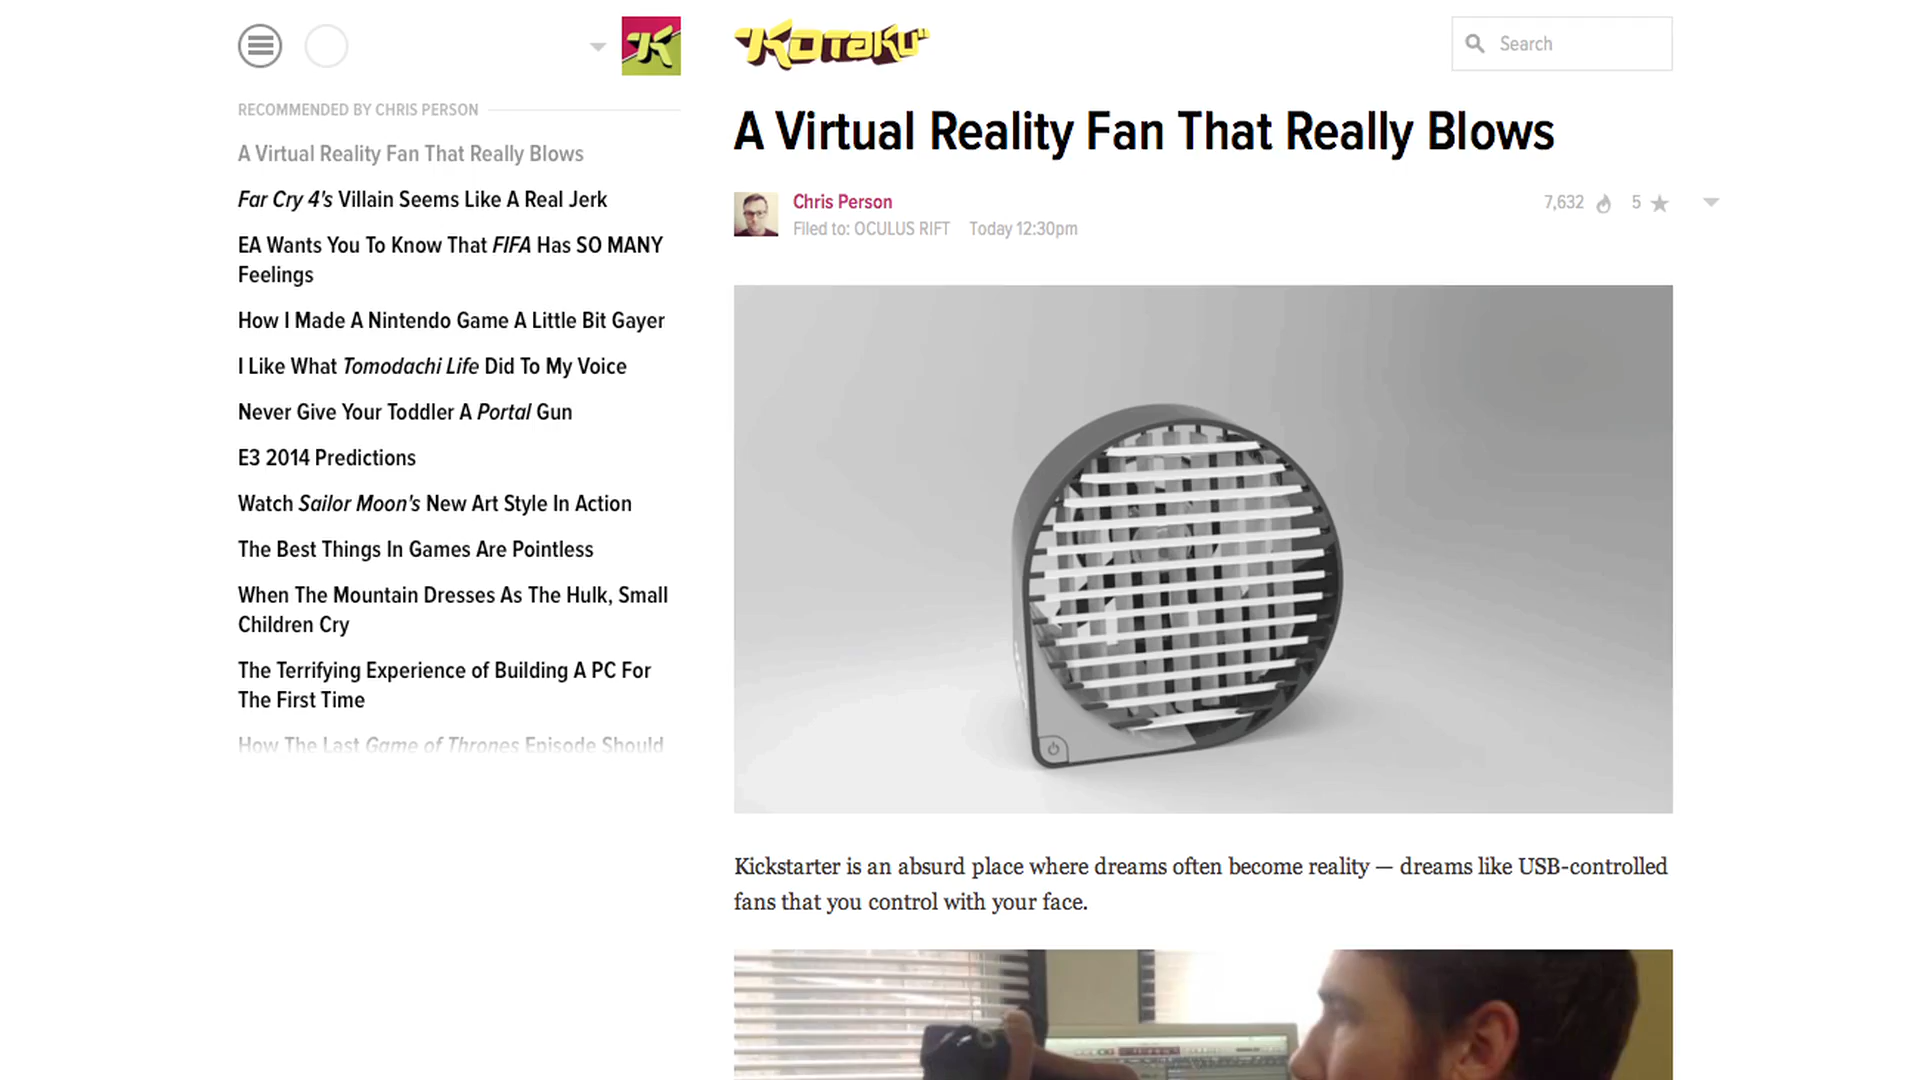 KOTAKU
Search
RECOMMENDED BY CHRIS PERSON
A Virtual Reality Fan That Really Blows
Far Cry 4's Villain Seems Like A Real Jerk
EA Wants You To Know That FIFA Has SO MANY
Feelings
How I Made A Nintendo Game A Little Bit Gayer
I Like What Tomodachi Life Did To My Voice
Never Give Your Toddler A Portal Gun
E3 2014 Predictions
Watch Sailor Moon's New Art Style In Action
The Best Things In Games Are Pointless
When The Mountain Dresses As The Hulk, Small
Children Cry
The Terrifying Experience of Building A PC For
The First Time
How The Last Game of Thrones Episode Should
A Virtual Reality Fan That Really Blows
Chris Person
7,632 5
Filed to: OCULUS RIFT Today 12:30pm
Kickstarter is an absurd place where dreams often become reality — dreams like USB-controlled
fans that you control with your face.